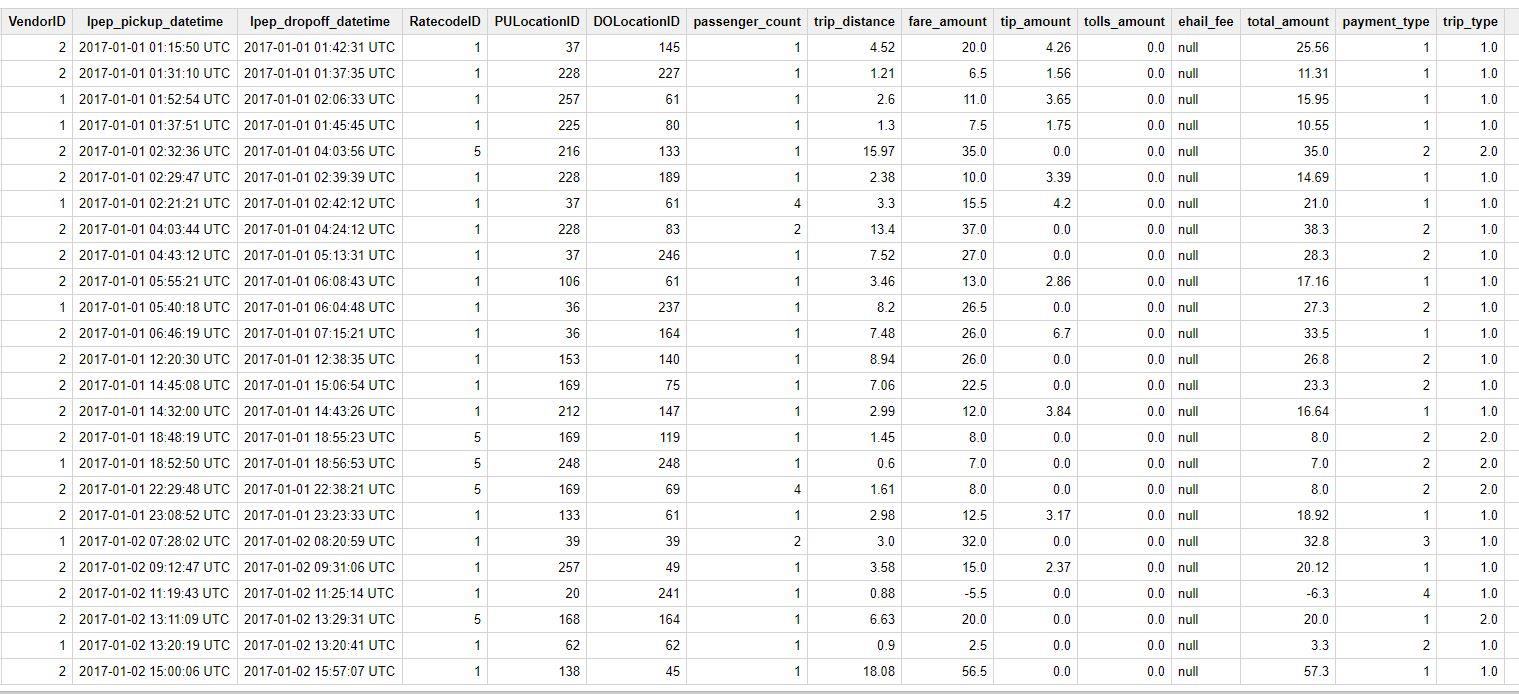 VendorID lpep_pickup_datetime lpep_dropoff_datetime RatecodeID PULocationID DOLocationID passenger_count trip_distance fare_amount tip_amount tolls_amount ehail_fee total_amount payment_type trip_type
2 2017-01-01 01:15:50 UTC 2017-01-01 01:42:31 UTC 1 37 145 1 4.52 20.0 4.26 0.0 null 25.56 1 1.0
2 2017-01-01 01:31:10 UTC 2017-01-01 01:37:35 UTC 1 228 227 1 1.21 6.5 1.56 0.0 null 11.31 1 1.0
1 2017-01-01 01:52:54 UTC 2017-01-01 02:06:33 UTC 1 257 61 1 2.6 11.0 3.65 0.0 null 15.95 1 1.0
1 2017-01-01 01:37:51 UTC 2017-01-01 01:45:45 UTC 1 225 80 1 1.3 7.5 1.75 0.0 null 10.55 1 1.0
2 2017-01-01 02:32:36 UTC 2017-01-01 04:03:56 UTC 5 216 133 1 15.97 35.0 0.0 0.0 null 35.0 2 2.0
2 2017-01-01 02:29:47 UTC 2017-01-01 02:39:39 UTC 1 228 189 1 2.38 10.0 3.39 0.0 null 14.69 1 1.0
1 2017-01-01 02:21:21 UTC 2017-01-01 02:42:12 UTC 1 37 61 4 3.3 15.5 4.2 0.0 null 21.0 1 1.0
2 2017-01-01 04:03:44 UTC 2017-01-01 04:24:12 UTC 1 228 83 2 13.4 37.0 0.0 0.0 null 38.3 2 1.0
2 2017-01-01 04:43:12 UTC 2017-01-01 05:13:31 UTC 1 37 246 1 7.52 27.0 0.0 0.0 null 28.3 2 1.0
2 2017-01-01 05:55:21 UTC 2017-01-01 06:08:43 UTC 1 106 61 1 3.46 13.0 2.86 0.0 null 17.16 1 1.0
1 2017-01-01 05:40:18 UTC 2017-01-01 06:04:48 UTC 1 36 237 1 8.2 26.5 0.0 0.0 null 27.3 2 1.0
2 2017-01-01 06:46:19 UTC 2017-01-01 07:15:21 UTC 1 36 164 1 7.48 26.0 6.7 0.0 null 33.5 1 1.0
2 2017-01-01 12:20:30 UTC 2017-01-01 12:38:35 UTC 1 153 140 1 8.94 26.0 0.0 0.0 null 26.8 2 1.0
2 2017-01-01 14:45:08 UTC 2017-01-01 15:06:54 UTC 1 169 75 1 7.06 22.5 0.0 0.0 null 23.3 2 1.0
2 2017-01-01 14:32:00 UTC 2017-01-01 14:43:26 UTC 1 212 147 1 2.99 12.0 3.84 0.0 null 16.64 1 1.0
2 2017-01-01 18:48:19 UTC 2017-01-01 18:55:23 UTC 5 169 119 1 1.45 8.0 0.0 0.0 null 8.0 2 2.0
1 2017-01-01 18:52:50 UTC 2017-01-01 18:56:53 UTC 5 248 248 1 0.6 7.0 0.0 0.0 null 7.0 2 2.0
2 2017-01-01 22:29:48 UTC 2017-01-01 22:38:21 UTC 5 169 69 4 1.61 8.0 0.0 0.0 null 8.0 2 2.0
2 2017-01-01 23:08:52 UTC 2017-01-01 23:23:33 UTC 1 133 61 1 2.98 12.5 3.17 0.0 null 18.92 1 1.0
1 2017-01-02 07:28:02 UTC 2017-01-02 08:20:59 UTC 1 39 39 2 3.0 32.0 0.0 0.0 null 32.8 3 1.0
2 2017-01-02 09:12:47 UTC 2017-01-02 09:31:06 UTC 1 257 49 1 3.58 15.0 2.37 0.0 null 20.12 1 1.0
2 2017-01-02 11:19:43 UTC 2017-01-02 11:25:14 UTC 1 20 241 1 0.88 -5.5 0.0 0.0 null -6.3 4 1.0
2 2017-01-02 13:11:09 UTC 2017-01-02 13:29:31 UTC 5 168 164 1 6.63 20.0 0.0 0.0 null 20.0 1 2.0
1 2017-01-02 13:20:19 UTC 2017-01-02 13:20:41 UTC 1 62 62 1 0.9 2.5 0.0 0.0 null 3.3 2 1.0
2 2017-01-02 15:00:06 UTC 2017-01-02 15:57:07 UTC 1 138 45 1 18.08 56.5 0.0 0.0 null 57.3 1 1.0